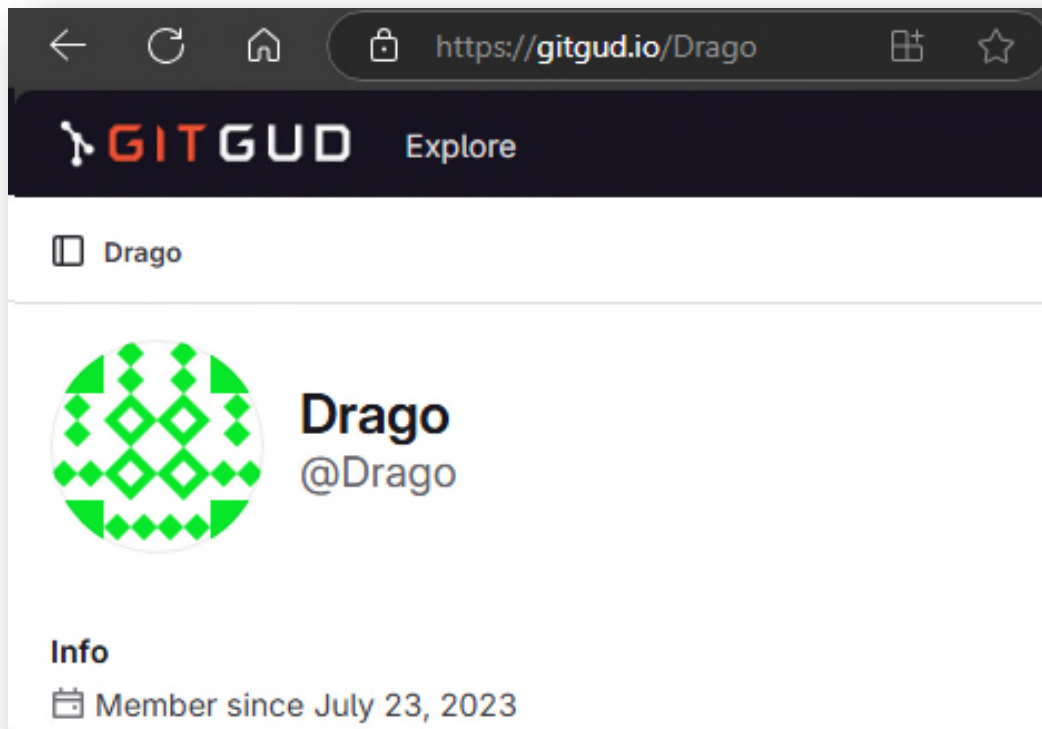 https://gitgud.io/Drago
GITGUD Explore
Drago
Drago
@Drago
Info
Member since July 23, 2023